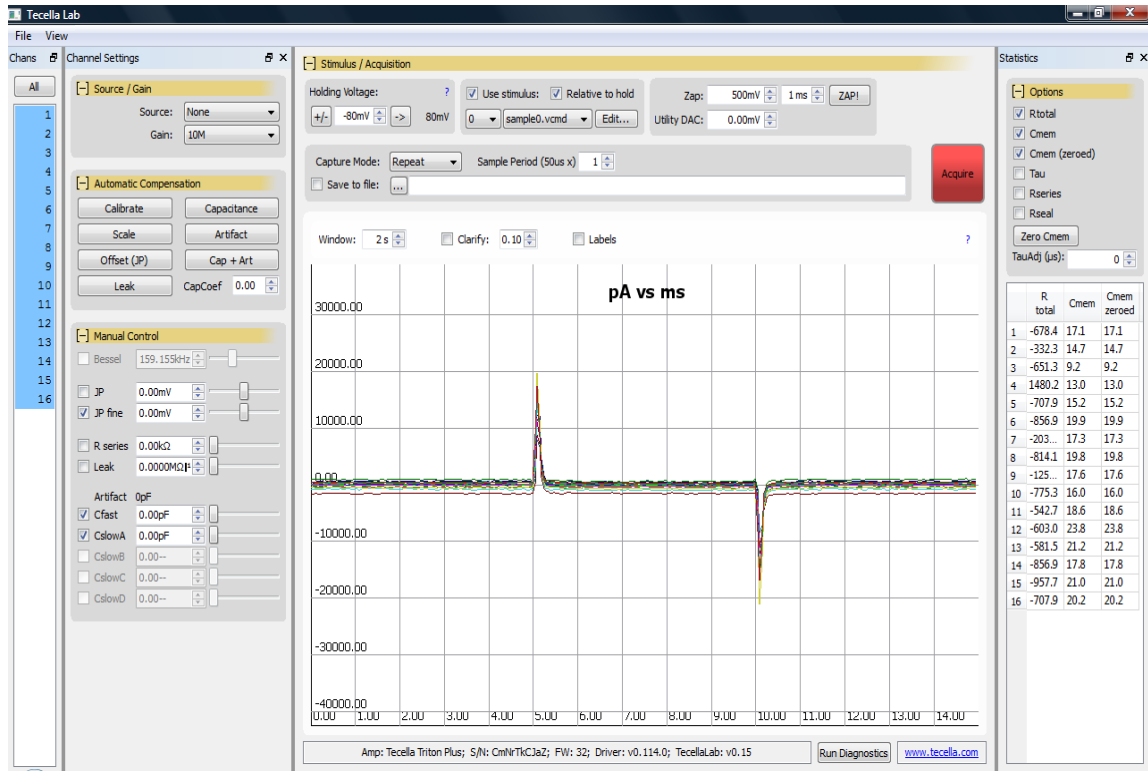 Tecella Lab
File View
Chans
All
1
2
3
4
5
6
7
8
9
10
11
12
13
14
15
16
Channel Settings
[-] Source / Gain
Source: None
Gain: 10M
[-] Automatic Compensation
Calibrate Capacitance
Scale Artifact
Offset (JP) Cap + Art
Leak CapCoef 0.00
[-] Manual Control
Bessel 159.155kHz
JP 0.00mV
JP fine 0.00mV
R series 0.00kΩ
Leak 0.0000MΩ
Artifact 0pF
Cfast 0.00pF
CslowA 0.00pF
CslowB 0.00--
CslowC 0.00--
CslowD 0.00--
[-] Stimulus / Acquisition
Holding Voltage: ?
+/- -80mV -> 80mV
Use stimulus: Relative to hold
0 sample0.vcmd Edit...
Zap: 500mV 1 ms ZAP!
Utility DAC: 0.00mV
Capture Mode: Repeat Sample Period (50us x) 1
Save to file: ...
Acquire
Window: 2 s Clarify: 0.10 Labels ?
pA vs ms
30000.00
20000.00
10000.00
0.00
-10000.00
-20000.00
-30000.00
-40000.00
0.00 1.00 2.00 3.00 4.00 5.00 6.00 7.00 8.00 9.00 10.00 11.00 12.00 13.00 14.00
Amp: Tecella Triton Plus; S/N: CmNrTkCJaZ; FW: 32; Driver: v0.114.0; TecellaLab: v0.15
Run Diagnostics
www.tecella.com
Statistics
[-] Options
Rtotal
Cmem
Cmem (zeroed)
Tau
Rseries
Rseal
Zero Cmem
TauAdj (µs): 0
R total Cmem Cmem zeroed
1 -678.4 17.1 17.1
2 -332.3 14.7 14.7
3 -651.3 9.2 9.2
4 1480.2 13.0 13.0
5 -707.9 15.2 15.2
6 -856.9 19.9 19.9
7 -203... 17.3 17.3
8 -814.1 19.8 19.8
9 -125... 17.6 17.6
10 -775.3 16.0 16.0
11 -542.7 18.6 18.6
12 -603.0 23.8 23.8
13 -581.5 21.2 21.2
14 -856.9 17.8 17.8
15 -957.7 21.0 21.0
16 -707.9 20.2 20.2